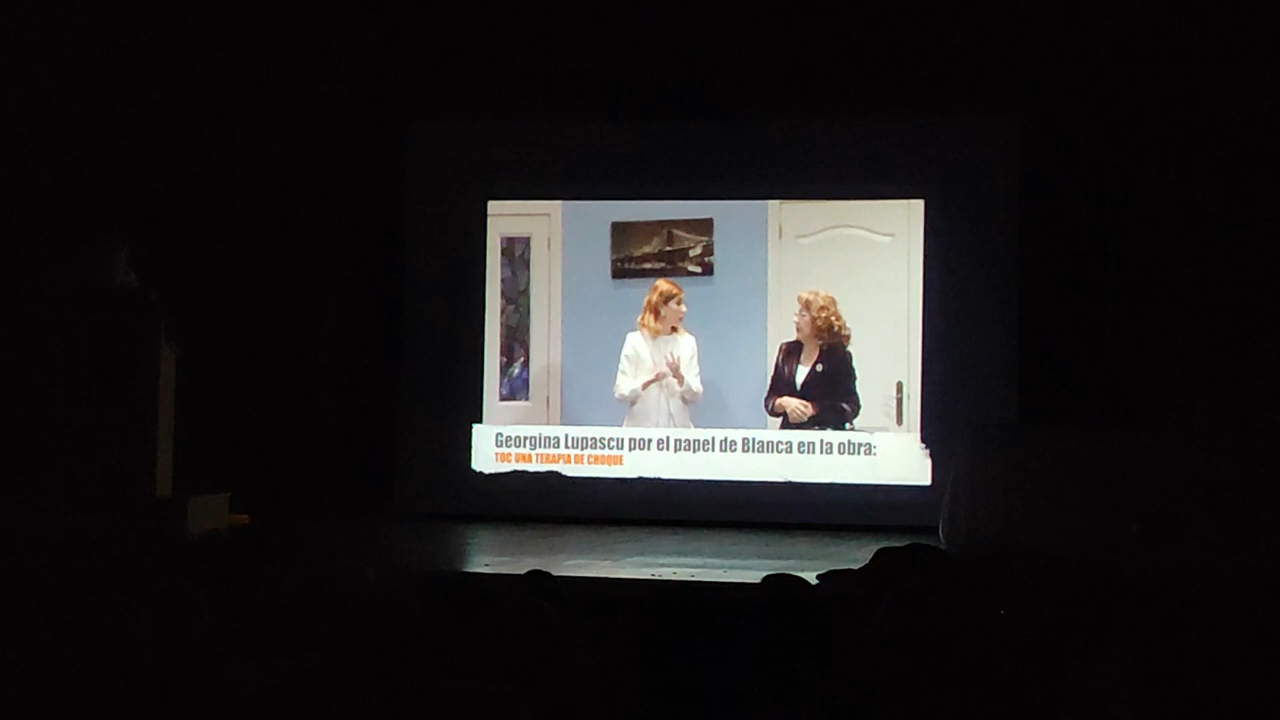 Georgina Lupascu por el papel de Blanca en la obra:
TOC UNA TERAPIA DE CHOQUE